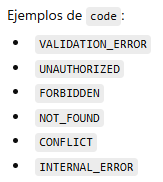 Ejemplos de code:
• VALIDATION_ERROR
• UNAUTHORIZED
• FORBIDDEN
• NOT_FOUND
• CONFLICT
• INTERNAL_ERROR